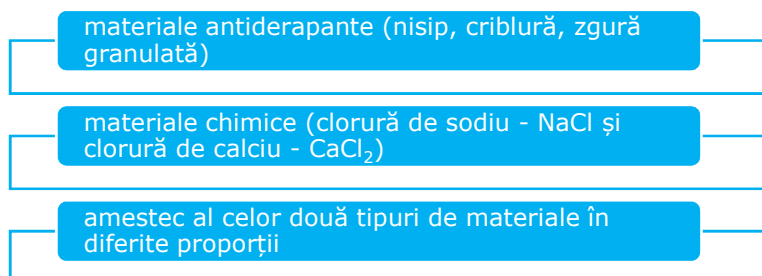 materiale antiderapante (nisip, criblură, zgură
granulată)
materiale chimice (clorură de sodiu - NaCl și
clorură de calciu - CaCl₂)
amestec al celor două tipuri de materiale în
diferite proporții